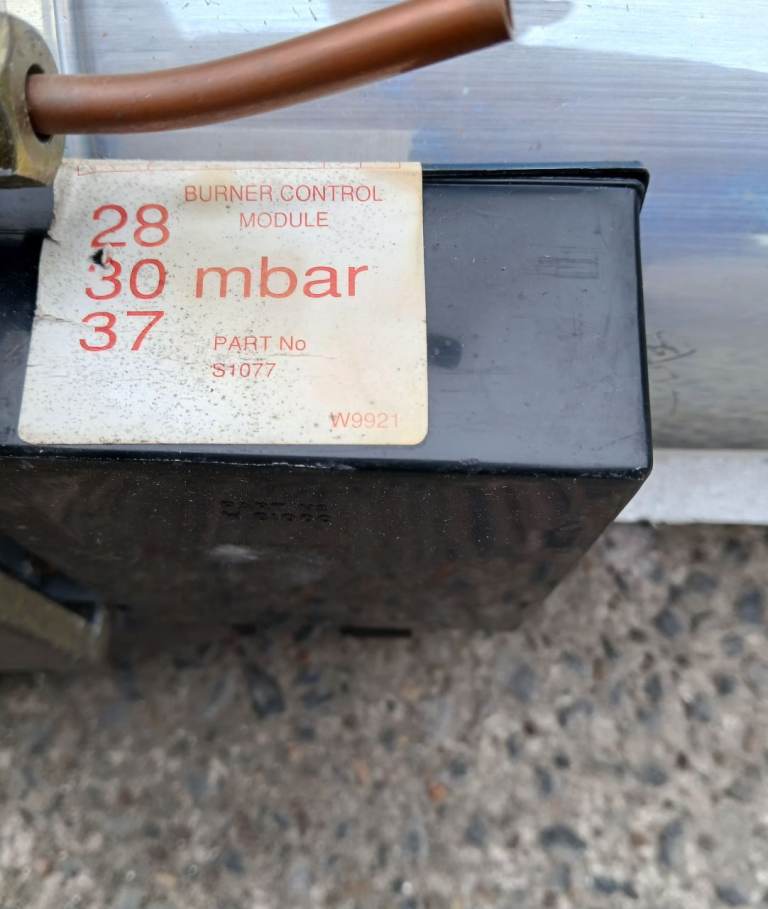 BURNER CONTROL
MODULE
28
30 mbar
37
PART No
S1077
W9921